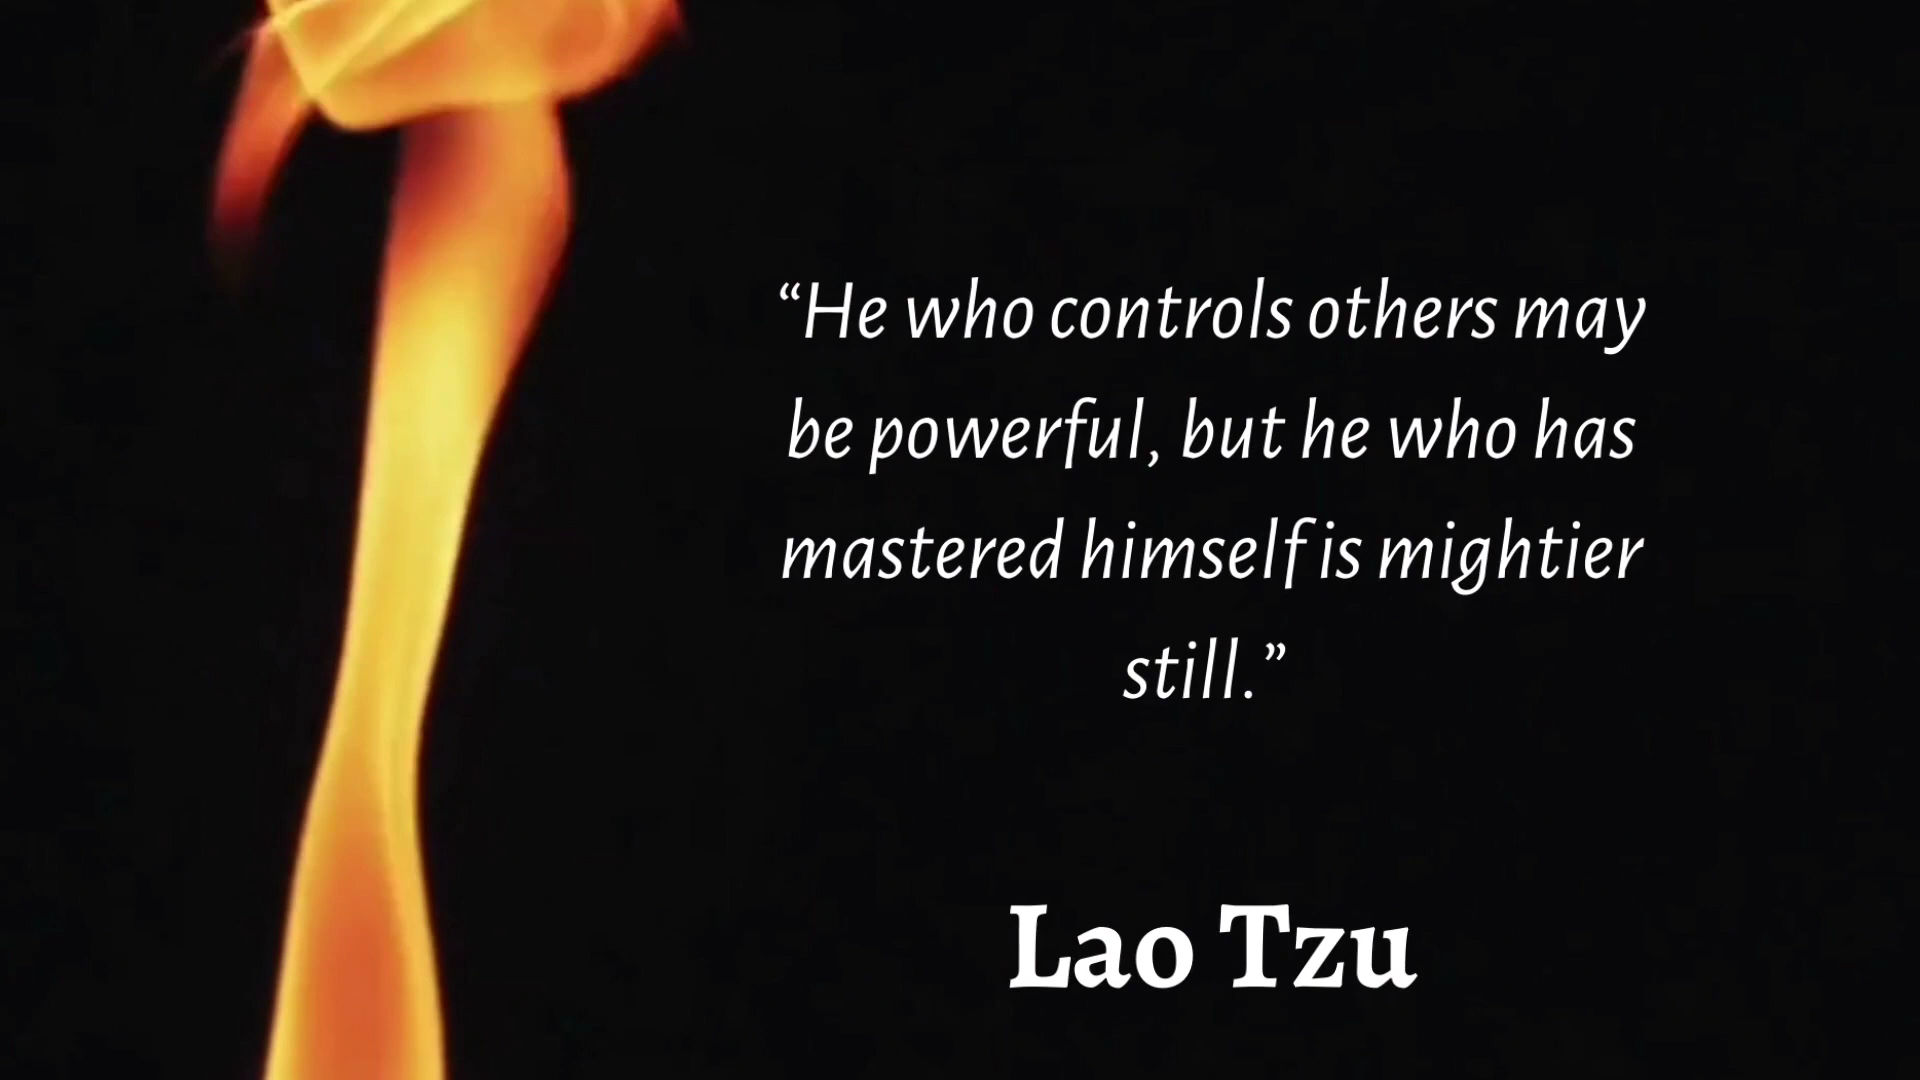 “He who controls others may
be powerful, but he who has
mastered himself is mightier
still.”
Lao Tzu